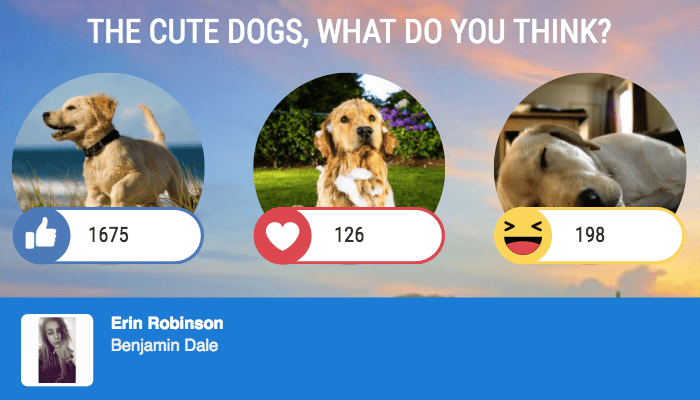 THE CUTE DOGS, WHAT DO YOU THINK?
1675
126
198
Erin Robinson
Benjamin Dale